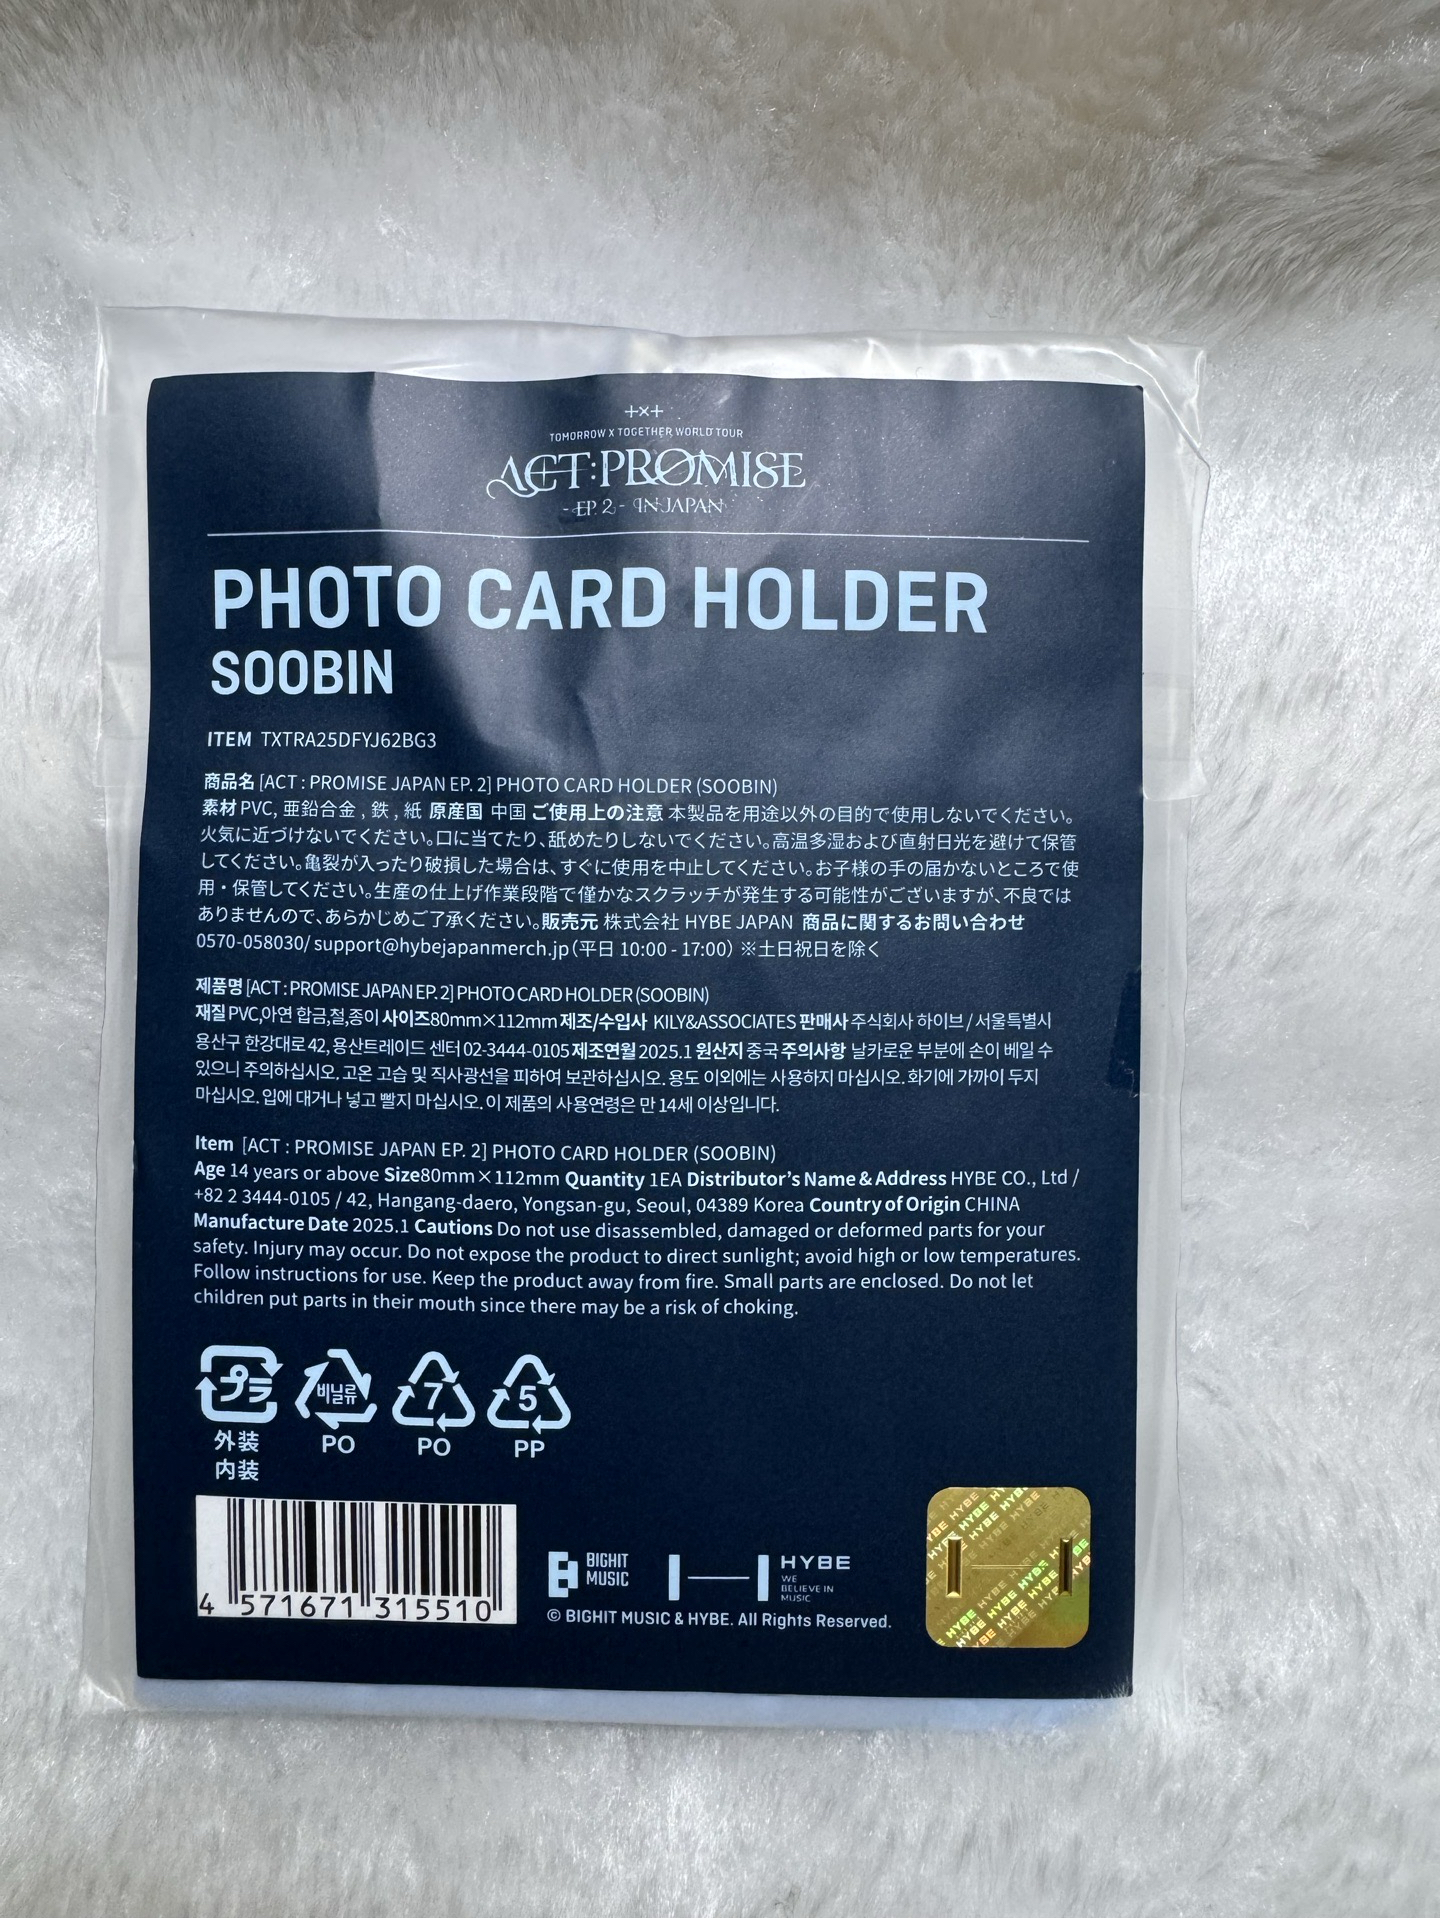 +×+
TOMORROW X TOGETHER WORLD TOUR
ACT:PROMISE
- EP. 2 - IN JAPAN
PHOTO CARD HOLDER
SOOBIN
ITEM TXTRA25DFYJ62BG3
商品名 [ACT : PROMISE JAPAN EP. 2] PHOTO CARD HOLDER (SOOBIN)
素材 PVC, 亜鉛合金 , 鉄 , 紙 原産国 中国 ご使用上の注意 本製品を用途以外の目的で使用しないでください。
火気に近づけないでください。口に当てたり、舐めたりしないでください。高温多湿および直射日光を避けて保管
してください。亀裂が入ったり破損した場合は、すぐに使用を中止してください。お子様の手の届かないところで使
用・保管してください。生産の仕上げ作業段階で僅かなスクラッチが発生する可能性がございますが、不良では
ありませんので、あらかじめご了承ください。販売元 株式会社 HYBE JAPAN 商品に関するお問い合わせ
0570-058030/ support@hybejapanmerch.jp（平日 10:00 - 17:00） ※土日祝日を除く
제품명 [ACT : PROMISE JAPAN EP. 2] PHOTO CARD HOLDER (SOOBIN)
재질 PVC,아연 합금,철,종이 사이즈80mm×112mm 제조/수입사 KILY&ASSOCIATES 판매사 주식회사 하이브 / 서울특별시
용산구 한강대로 42, 용산트레이드 센터 02-3444-0105 제조연월 2025.1 원산지 중국 주의사항 날카로운 부분에 손이 베일 수
있으니 주의하십시오. 고온 고습 및 직사광선을 피하여 보관하십시오. 용도 이외에는 사용하지 마십시오. 화기에 가까이 두지
마십시오. 입에 대거나 넣고 빨지 마십시오. 이 제품의 사용연령은 만 14세 이상입니다.
Item [ACT : PROMISE JAPAN EP. 2] PHOTO CARD HOLDER (SOOBIN)
Age 14 years or above Size80mm×112mm Quantity 1EA Distributor's Name & Address HYBE CO., Ltd /
+82 2 3444-0105 / 42, Hangang-daero, Yongsan-gu, Seoul, 04389 Korea Country of Origin CHINA
Manufacture Date 2025.1 Cautions Do not use disassembled, damaged or deformed parts for your
safety. Injury may occur. Do not expose the product to direct sunlight; avoid high or low temperatures.
Follow instructions for use. Keep the product away from fire. Small parts are enclosed. Do not let
children put parts in their mouth since there may be a risk of choking.
プラ 비닐류 7 5
外装 PO PO PP
内装
4 571671 315510
BIGHIT MUSIC
HYBE
WE BELIEVE IN MUSIC
© BIGHIT MUSIC & HYBE. All Rights Reserved.
HYBE HYBE HYBE